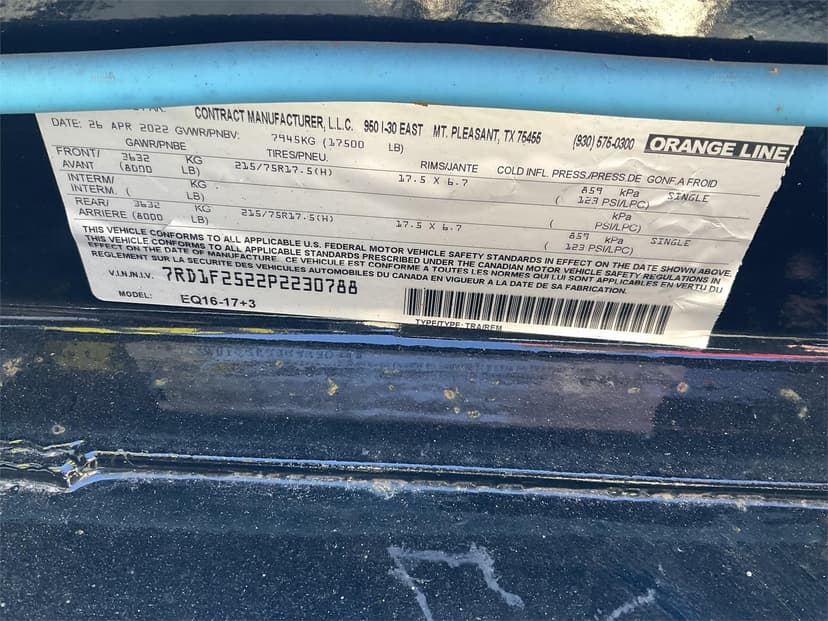 CONTRACT MANUFACTURER, L.L.C. 950 I-30 EAST MT. PLEASANT, TX 75455 (930) 575-0300 ORANGE LINE
DATE: 26 APR 2022 GVWR/PNBV: 7945KG (17500 LB)
GAWR/PNBE TIRES/PNEU. RIMS/JANTE COLD INFL. PRESS/PRESS.DE GONF.A FROID
FRONT/ 3632 KG 215/75R17.5(H) 17.5 X 6.7 859 kPa SINGLE
AVANT (8000 LB) ( 123 PSI/LPC)
INTERM/ KG kPa
INTERM. ( LB) ( PSI/LPC)
REAR/ 3632 KG 215/75R17.5(H) 17.5 X 6.7 859 kPa SINGLE
ARRIERE (8000 LB) ( 123 PSI/LPC)
THIS VEHICLE CONFORMS TO ALL APPLICABLE U.S. FEDERAL MOTOR VEHICLE SAFETY STANDARDS IN EFFECT ON THE DATE OF MANUFACTURE SHOWN ABOVE.
THIS VEHICLE CONFORMS TO ALL APPLICABLE STANDARDS PRESCRIBED UNDER THE CANADIAN MOTOR VEHICLE SAFETY REGULATIONS IN
EFFECT ON THE DATE OF MANUFACTURE. CE VEHICULE EST CONFORME A TOUTES LES NORMES QUI LUI SONT APPLICABLES EN VERTU DU
REGLEMENT SUR LA SECURITE DES VEHICULES AUTOMOBILES DU CANADA EN VIGUEUR A LA DATE DE SA FABRICATION.
V.I.N./N.I.V. 7RD1F2522P2230788
MODEL: EQ16-17+3
TYPE/TYPE: TRA/REM